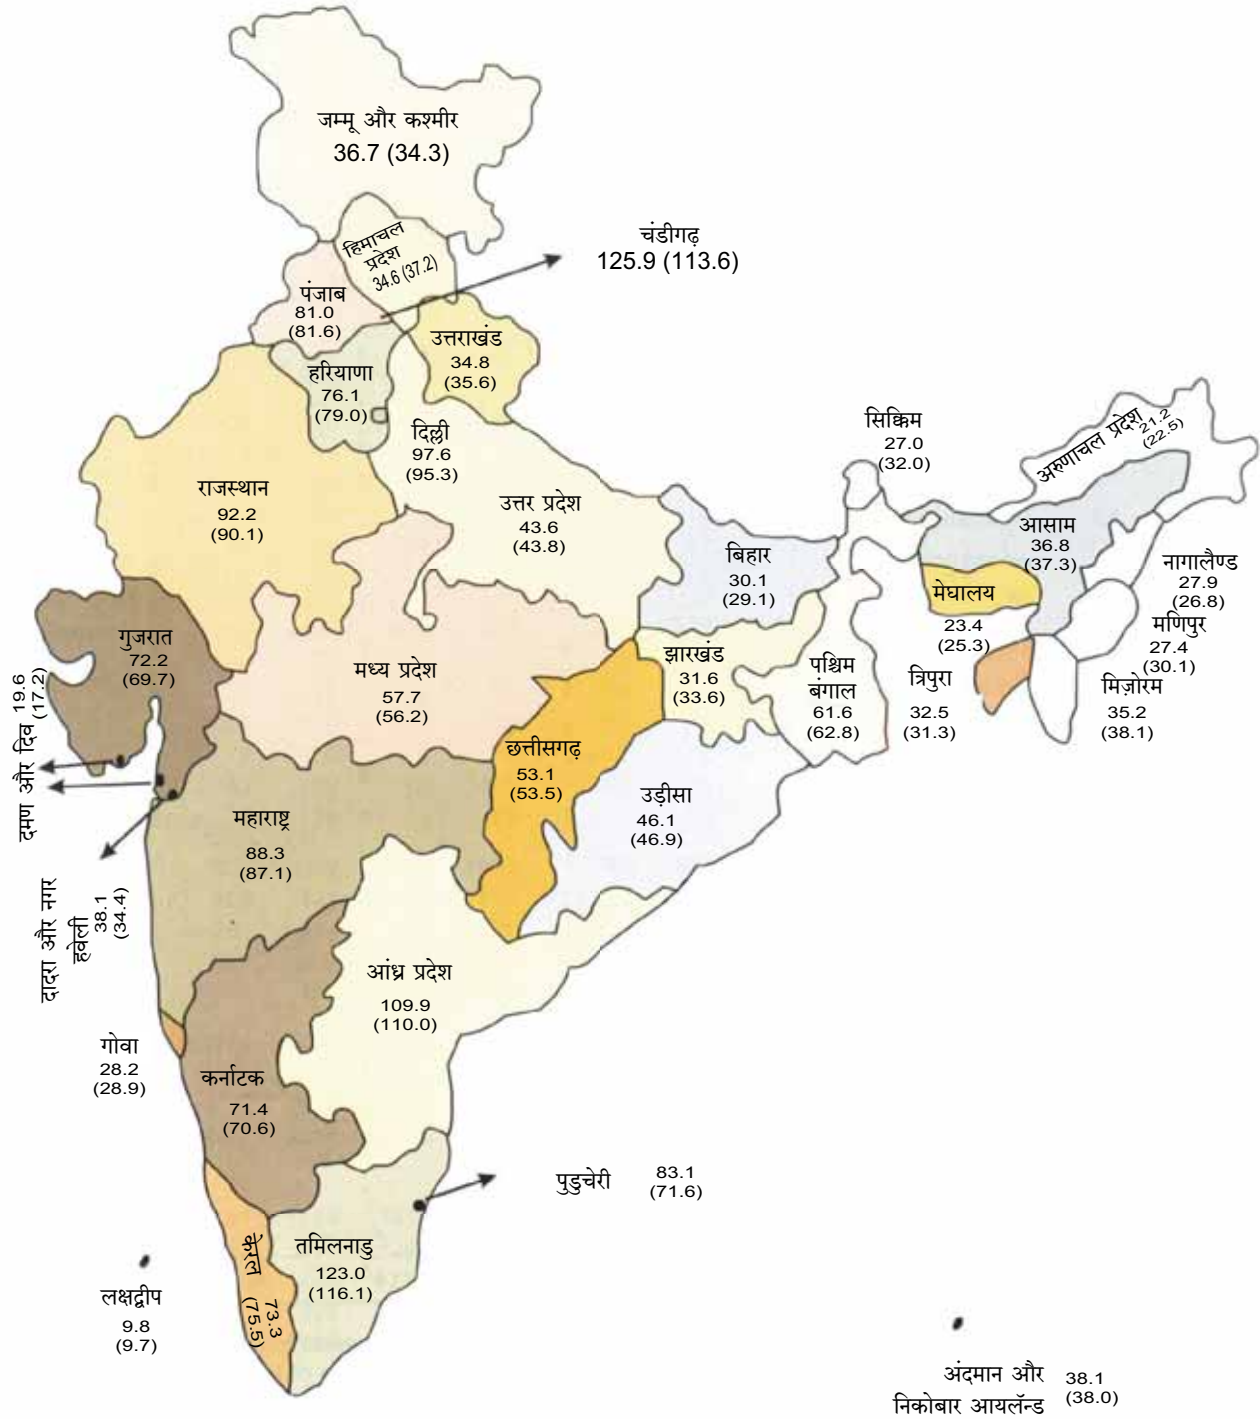 जम्मू और कश्मीर
36.7 (34.3)
हिमाचल
प्रदेश
34.6 (37.2)
चंडीगढ़
125.9 (113.6)
पंजाब
81.0
(81.6)
उत्तराखंड
34.8
(35.6)
हरियाणा
76.1
(79.0)
दिल्ली
97.6
(95.3)
सिक्किम
27.0
(32.0)
अरुणाचल प्रदेश
21.2
(22.5)
राजस्थान
92.2
(90.1)
उत्तर प्रदेश
43.6
(43.8)
बिहार
30.1
(29.1)
आसाम
36.8
(37.3)
नागालैण्ड
27.9
(26.8)
मेघालय
23.4
(25.3)
मणिपुर
27.4
(30.1)
गुजरात
72.2
(69.7)
मध्य प्रदेश
57.7
(56.2)
झारखंड
31.6
(33.6)
पश्चिम
बंगाल
61.6
(62.8)
त्रिपुरा
32.5
(31.3)
मिज़ोरम
35.2
(38.1)
दमण और दिव
19.6
(17.2)
छत्तीसगढ़
53.1
(53.5)
उड़ीसा
46.1
(46.9)
महाराष्ट्र
88.3
(87.1)
दादरा और नगर
हवेली
38.1
(34.4)
आंध्र प्रदेश
109.9
(110.0)
गोवा
28.2
(28.9)
कर्नाटक
71.4
(70.6)
पुडुचेरी
83.1
(71.6)
केरल
73.3
(75.5)
तमिलनाडु
123.0
(116.1)
लक्षद्वीप
9.8
(9.7)
अंदमान और
निकोबार आयलॅन्ड
38.1
(38.0)